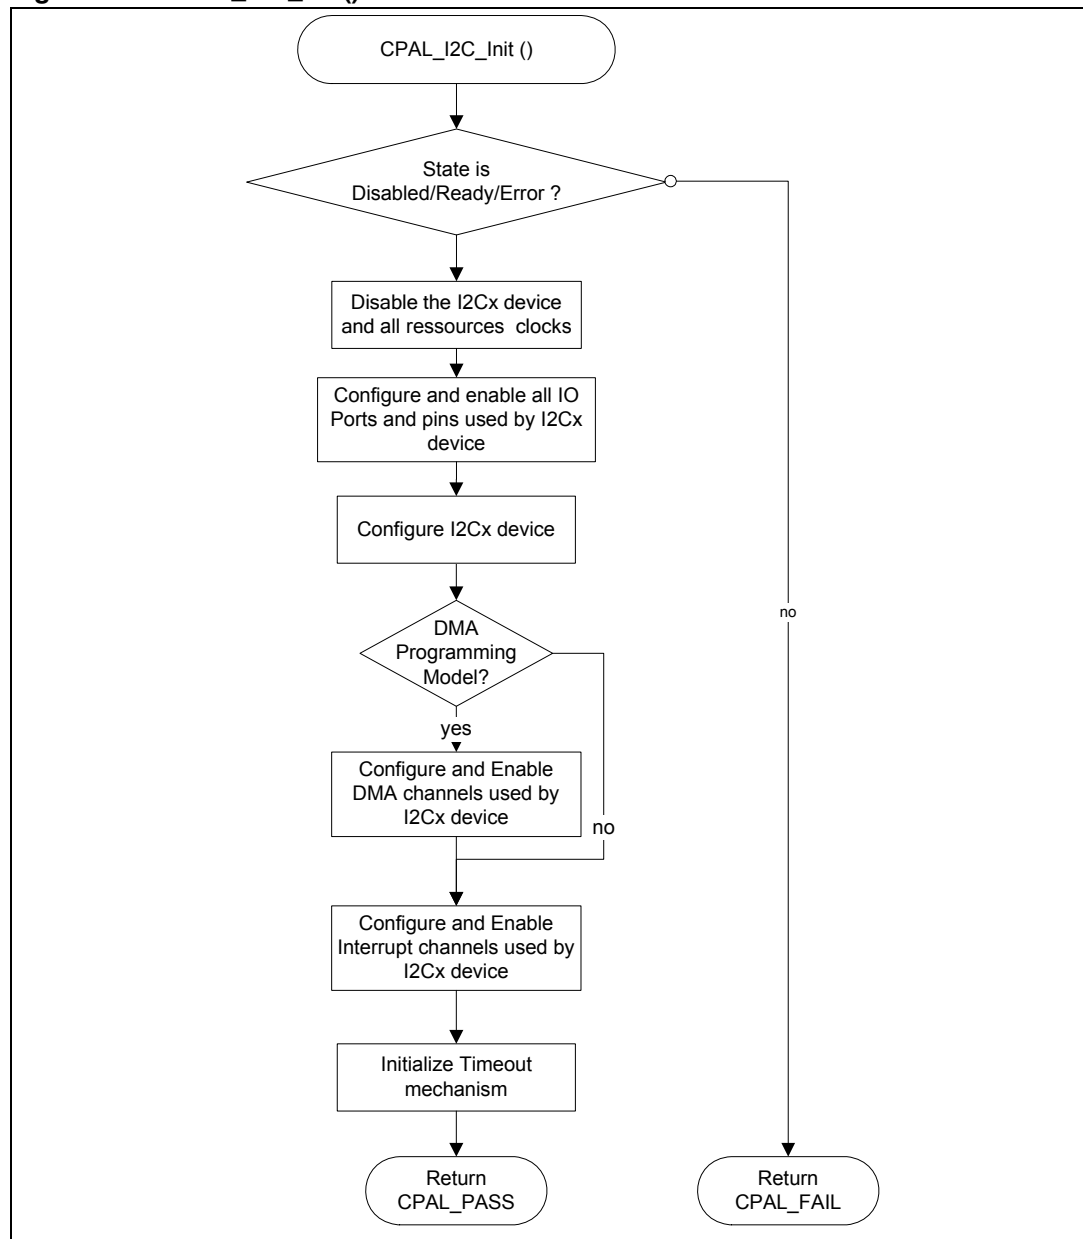 CPAL_I2C_Init ()
State is
Disabled/Ready/Error ?
Disable the I2Cx device
and all ressources clocks
Configure and enable all IO
Ports and pins used by I2Cx
device
Configure I2Cx device
no
DMA
Programming
Model?
yes
Configure and Enable
DMA channels used by
I2Cx device
no
Configure and Enable
Interrupt channels used by
I2Cx device
Initialize Timeout
mechanism
Return
CPAL_PASS
Return
CPAL_FAIL